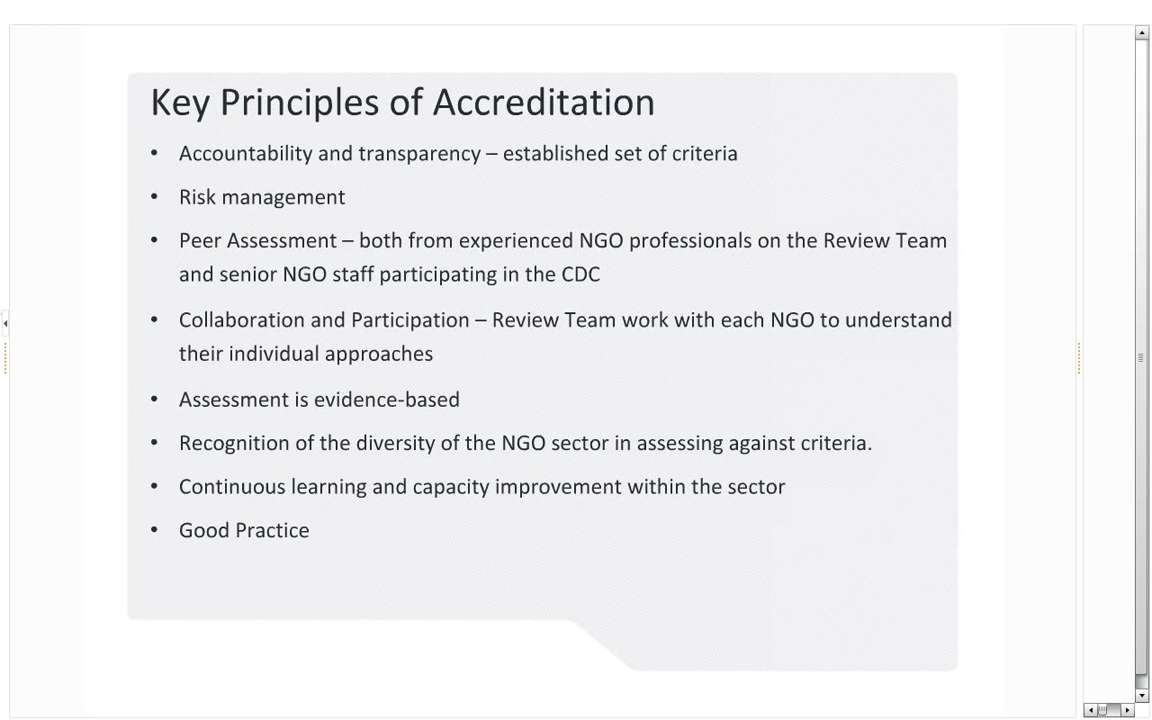 Key Principles of Accreditation
• Accountability and transparency – established set of criteria
• Risk management
• Peer Assessment – both from experienced NGO professionals on the Review Team
and senior NGO staff participating in the CDC
• Collaboration and Participation – Review Team work with each NGO to understand
their individual approaches
• Assessment is evidence-based
• Recognition of the diversity of the NGO sector in assessing against criteria.
• Continuous learning and capacity improvement within the sector
• Good Practice